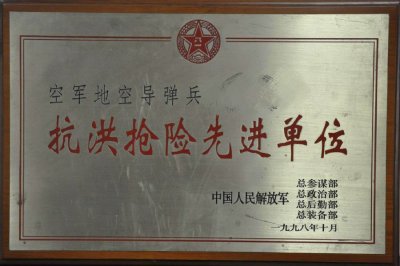 空军地空导弹兵
抗洪抢险先进单位
中国人民解放军
总参谋部
总政治部
总后勤部
总装备部
一九九八年十月